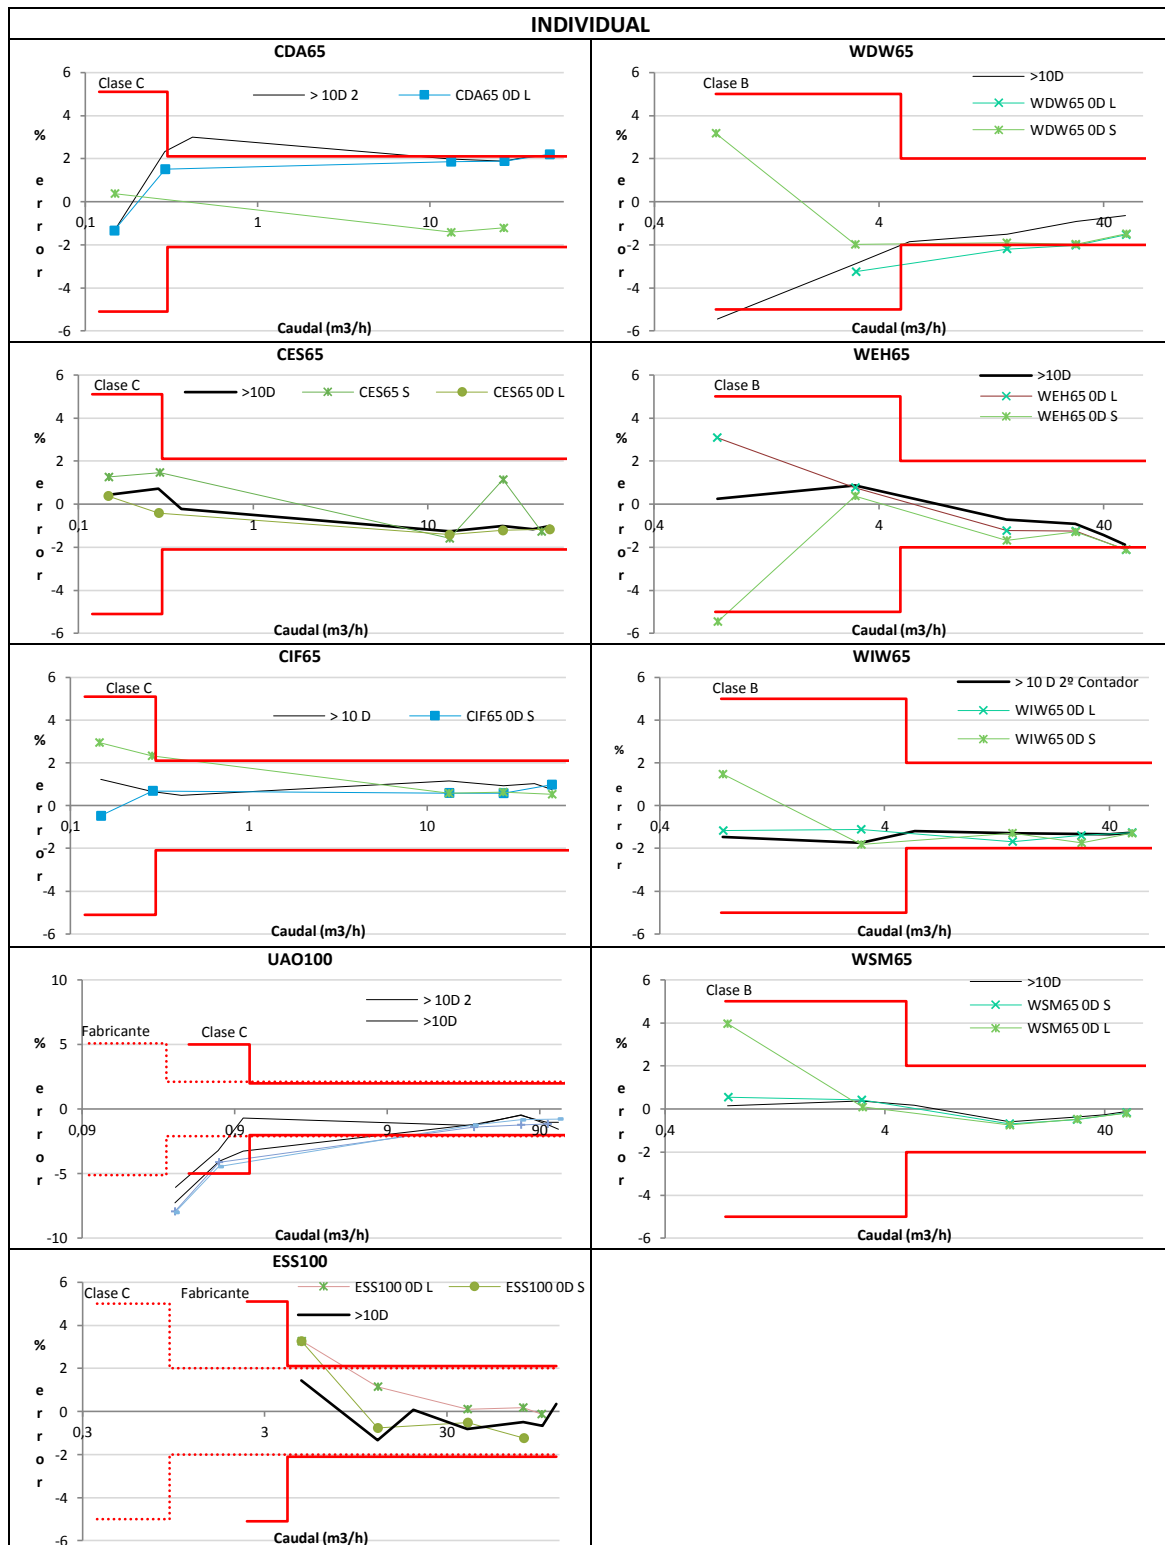 INDIVIDUAL
CDA65
Clase C
> 10D 2
CDA65 0D L
6
4
2
0
-2
-4
-6
0,1
1
10
% error
Caudal (m3/h)
WDW65
Clase B
>10D
WDW65 0D L
WDW65 0D S
6
4
2
0
-2
-4
-6
0,4
4
40
% error
Caudal (m3/h)
CES65
Clase C
>10D
CES65 S
CES65 0D L
6
4
2
0
-2
-4
-6
0,1
1
10
% error
Caudal (m3/h)
WEH65
Clase B
>10D
WEH65 0D L
WEH65 0D S
6
4
2
0
-2
-4
-6
0,4
4
40
% error
Caudal (m3/h)
CIF65
Clase C
> 10 D
CIF65 0D S
6
4
2
0
-2
-4
-6
0,1
1
10
% error
Caudal (m3/h)
WIW65
Clase B
> 10 D 2º Contador
WIW65 0D L
WIW65 0D S
6
4
2
0
-2
-4
-6
0,4
4
40
% error
Caudal (m3/h)
UAO100
> 10D 2
>10D
Fabricante
Clase C
10
5
0
-5
-10
0,09
0,9
9
90
% error
Caudal (m3/h)
WSM65
Clase B
>10D
WSM65 0D S
WSM65 0D L
6
4
2
0
-2
-4
-6
0,4
4
40
% error
Caudal (m3/h)
ESS100
Clase C
Fabricante
ESS100 0D L
ESS100 0D S
>10D
6
4
2
0
-2
-4
-6
0,3
3
30
% error
Caudal (m3/h)